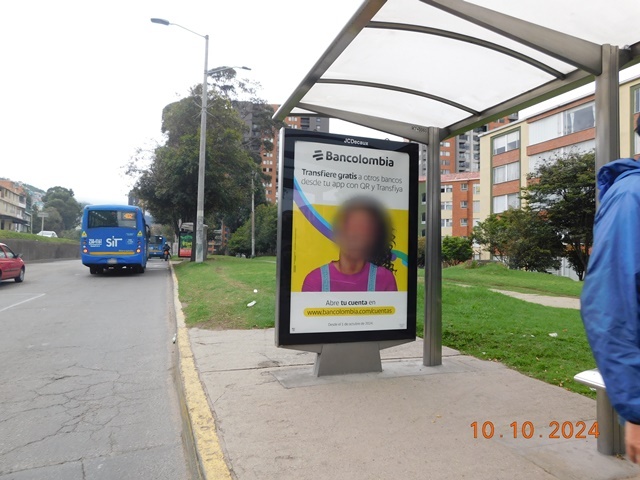 JCDecaux
Bancolombia
Transfiere gratis a otros bancos
desde tu app con QR y Transfiya
Abre tu cuenta en
www.bancolombia.com/cuentas
SiT
10.10.2024